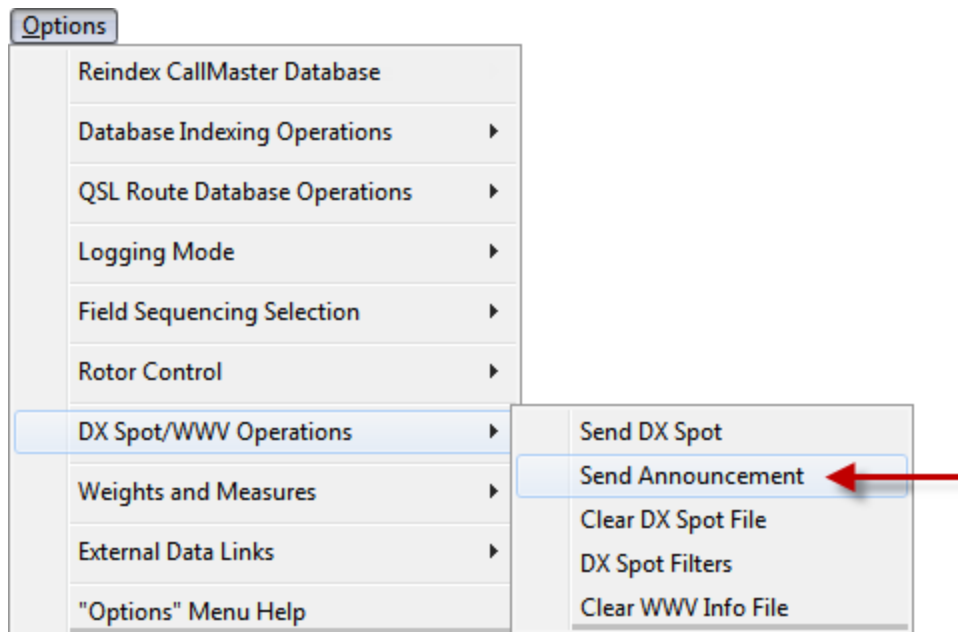 Options
Reindex CallMaster Database
Database Indexing Operations
QSL Route Database Operations
Logging Mode
Field Sequencing Selection
Rotor Control
DX Spot/WWV Operations
Weights and Measures
External Data Links
"Options" Menu Help
Send DX Spot
Send Announcement
Clear DX Spot File
DX Spot Filters
Clear WWV Info File